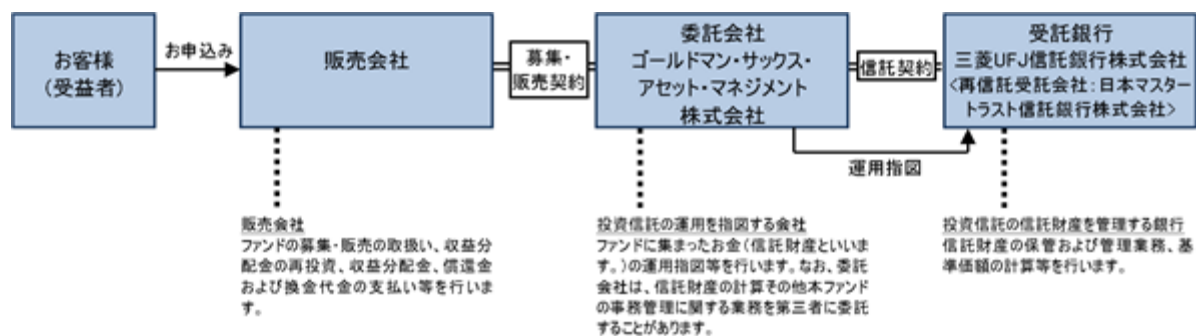 お客様
(受益者)
お申込み
販売会社
募集・
販売契約
委託会社
ゴールドマン・サックス・
アセット・マネジメント
株式会社
信託契約
受託銀行
三菱UFJ信託銀行株式会社
<再信託受託会社:日本マスター
トラスト信託銀行株式会社>
運用指図
販売会社
ファンドの募集・販売の取扱い、収益分
配金の再投資、収益分配金、償還金
および換金代金の支払い等を行いま
す。
投資信託の運用を指図する会社
ファンドに集まったお金(信託財産といいま
す。)の運用指図等を行います。なお、委託
会社は、信託財産の計算その他本ファンド
の事務管理に関する業務を第三者に委託
することがあります。
投資信託の信託財産を管理する銀行
信託財産の保管および管理業務、基
準価額の計算等を行います。